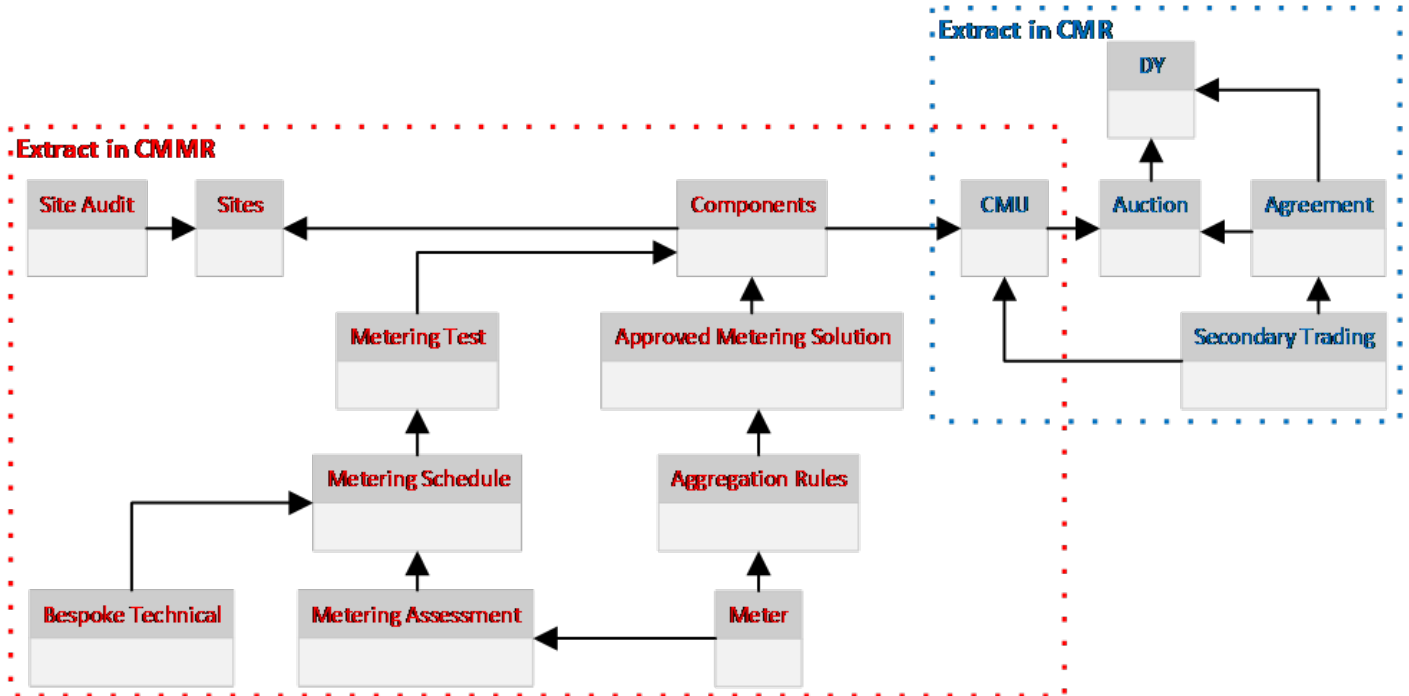 Extract in CMR
DY
Extract in CMMR
Site Audit
Sites
Components
CMU
Auction
Agreement
Metering Test
Approved Metering Solution
Secondary Trading
Metering Schedule
Aggregation Rules
Bespoke Technical
Metering Assessment
Meter